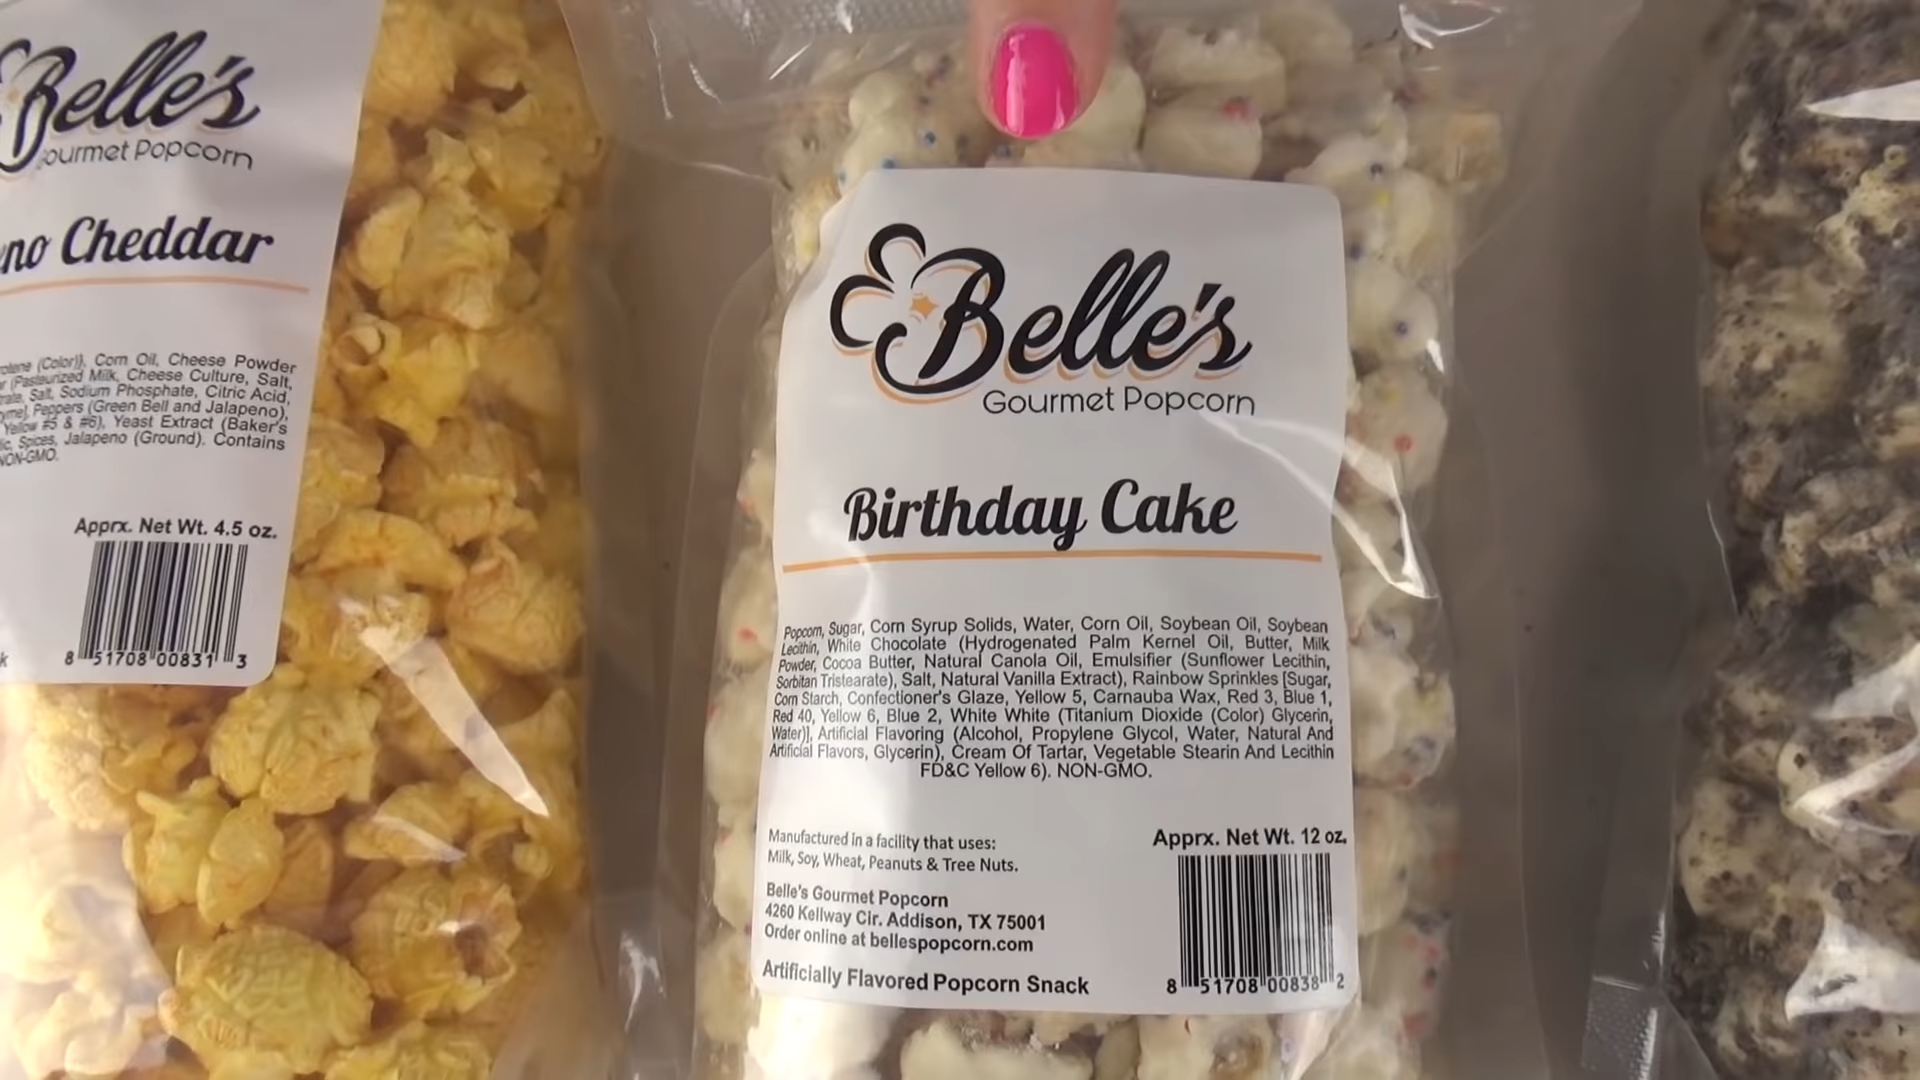 Belle's
ourmet Popcorn
no Cheddar
(Color)), Corn Oil, Cheese Powder
(Pasteurized Milk, Cheese Culture, Salt,
Salt, Sodium Phosphate, Citric Acid,
Peppers (Green Bell and Jalapeno),
Yellow #5 & #6), Yeast Extract (Baker's
Spices, Jalapeno (Ground). Contains
NON-GMO.
Apprx. Net Wt. 4.5 oz.
8 51708 00831 3
k
Belle's
Gourmet Popcorn
Birthday Cake
Popcorn, Sugar, Corn Syrup Solids, Water, Corn Oil, Soybean Oil, Soybean
Lecithin, White Chocolate (Hydrogenated Palm Kernel Oil, Butter, Milk
Powder, Cocoa Butter, Natural Canola Oil, Emulsifier (Sunflower Lecithin,
Sorbitan Tristearate), Salt, Natural Vanilla Extract), Rainbow Sprinkles [Sugar,
Corn Starch, Confectioner's Glaze, Yellow 5, Carnauba Wax, Red 3, Blue 1,
Red 40, Yellow 6, Blue 2, White White (Titanium Dioxide (Color) Glycerin,
Water)], Artificial Flavoring (Alcohol, Propylene Glycol, Water, Natural And
Artificial Flavors, Glycerin), Cream Of Tartar, Vegetable Stearin And Lecithin
FD&C Yellow 6). NON-GMO.
Manufactured in a facility that uses:
Milk, Soy, Wheat, Peanuts & Tree Nuts.
Apprx. Net Wt. 12 oz.
Belle's Gourmet Popcorn
4260 Kellway Cir. Addison, TX 75001
Order online at bellespopcorn.com
Artificially Flavored Popcorn Snack
8 51708 00838 2